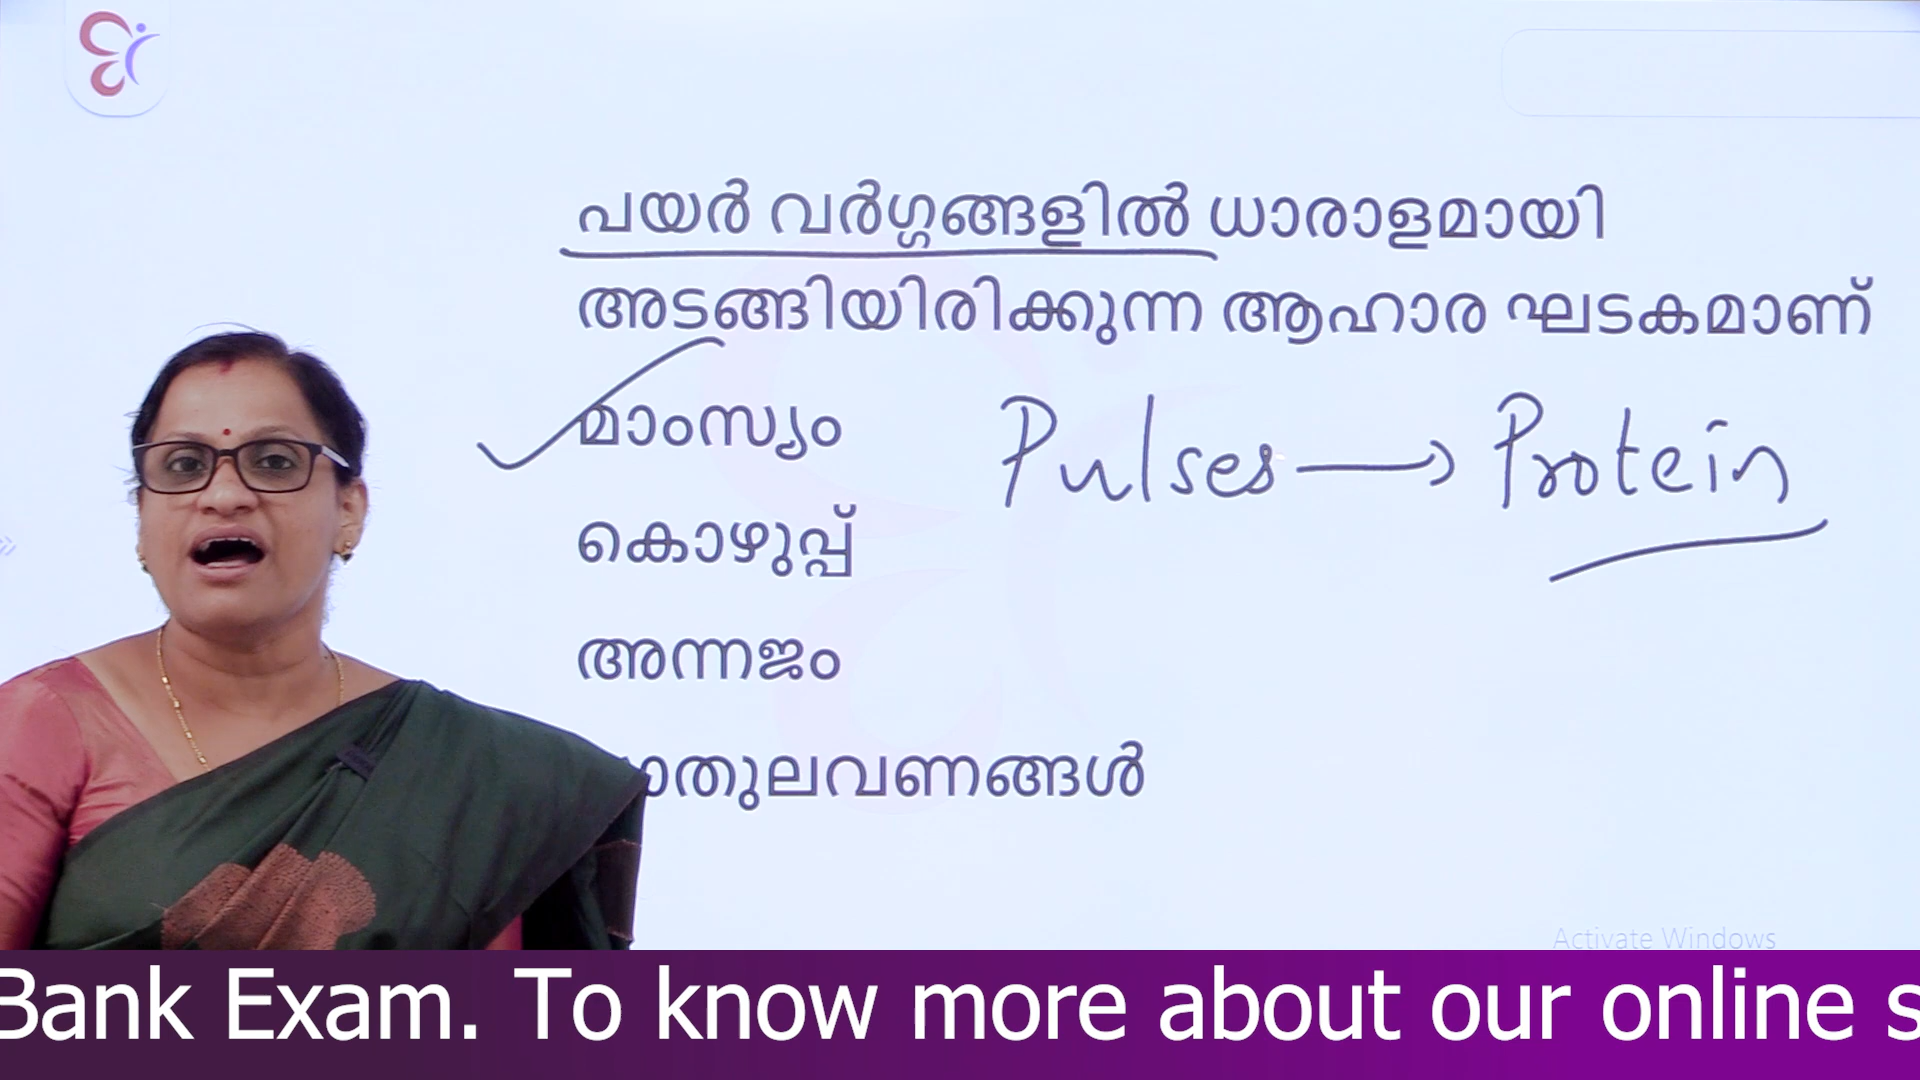 പയർ വർഗ്ഗങ്ങളിൽ ധാരാളമായി
അടങ്ങിയിരിക്കുന്ന ആഹാര ഘടകമാണ്
മാംസ്യം
Pulses → Protein
കൊഴുപ്പ്
അന്നജം
ാതുലവണങ്ങൾ
Activate Windows
Bank Exam. To know more about our online s